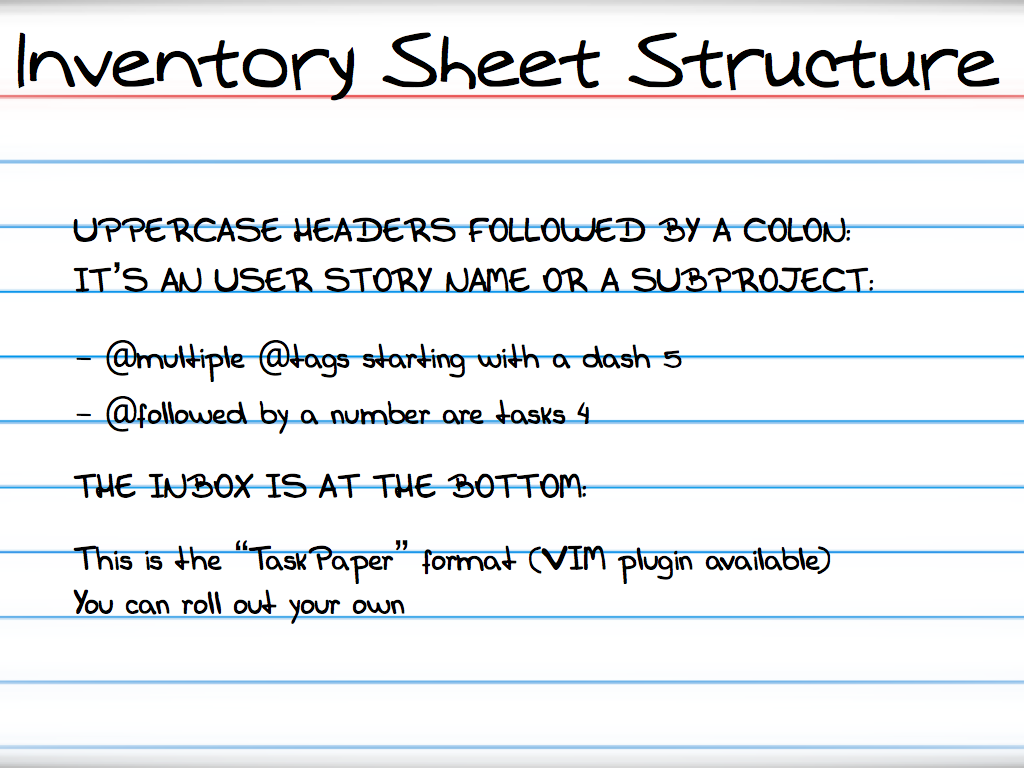 Inventory Sheet Structure
UPPERCASE HEADERS FOLLOWED BY A COLON:
IT’S AN USER STORY NAME OR A SUBPROJECT:
- @multiple @tags starting with a dash 5
- @followed by a number are tasks 4
THE INBOX IS AT THE BOTTOM:
This is the “TaskPaper” format (VIM plugin available)
You can roll out your own